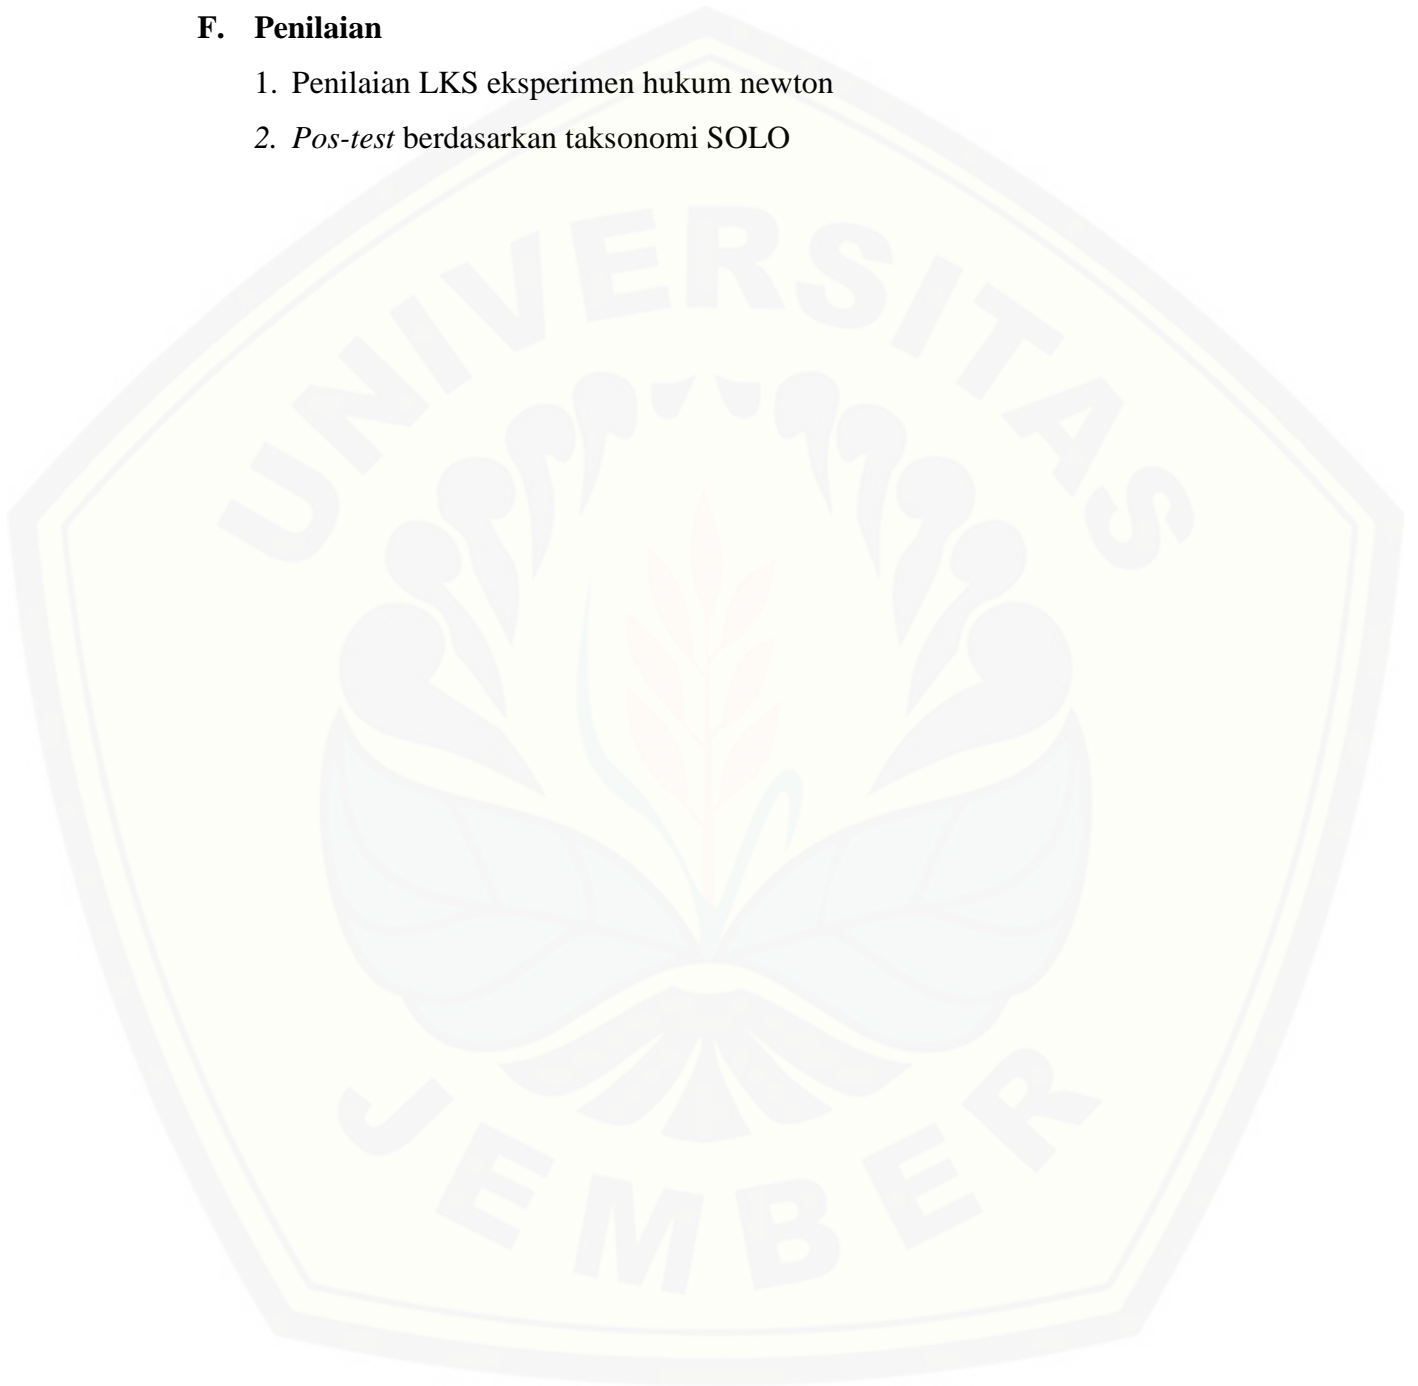 F. Penilaian
1. Penilaian LKS eksperimen hukum newton
2. Pos-test berdasarkan taksonomi SOLO
UNIVERSITAS
JEMBER